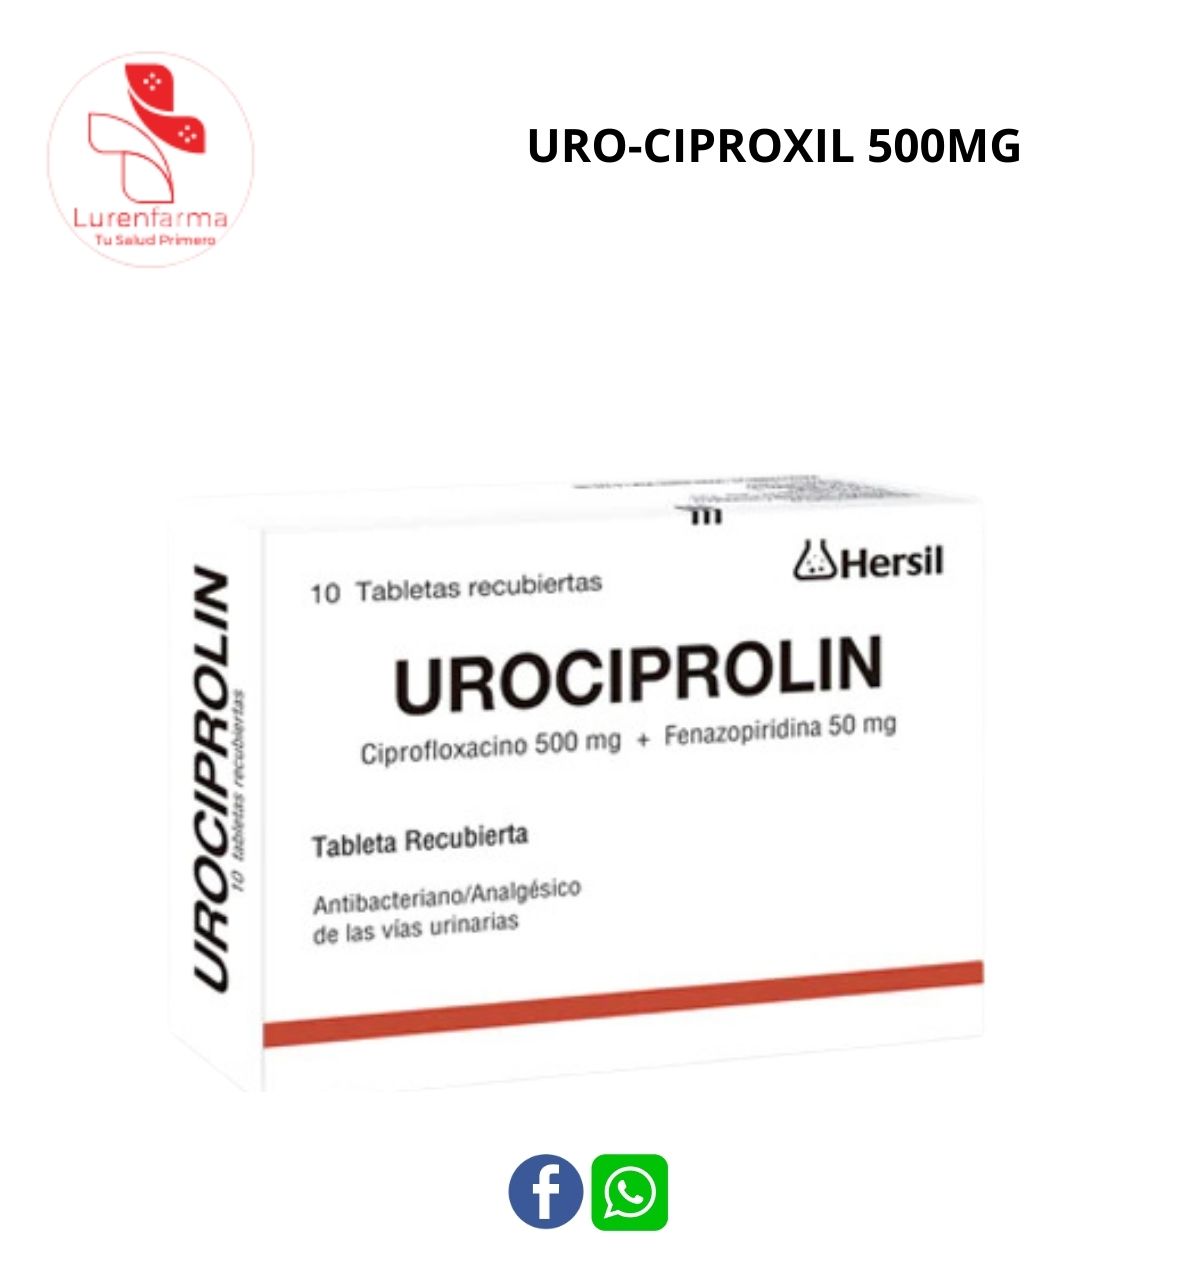 Lurenfarma
Tu Salud Primero
URO-CIPROXIL 500MG
Hersil
10 Tabletas recubiertas
UROCIPROLIN
Ciprofloxacino 500 mg + Fenazopiridina 50 mg
Tableta Recubierta
Antibacteriano/Analgésico
de las vías urinarias
UROCIPROLIN
10 tabletas recubiertas